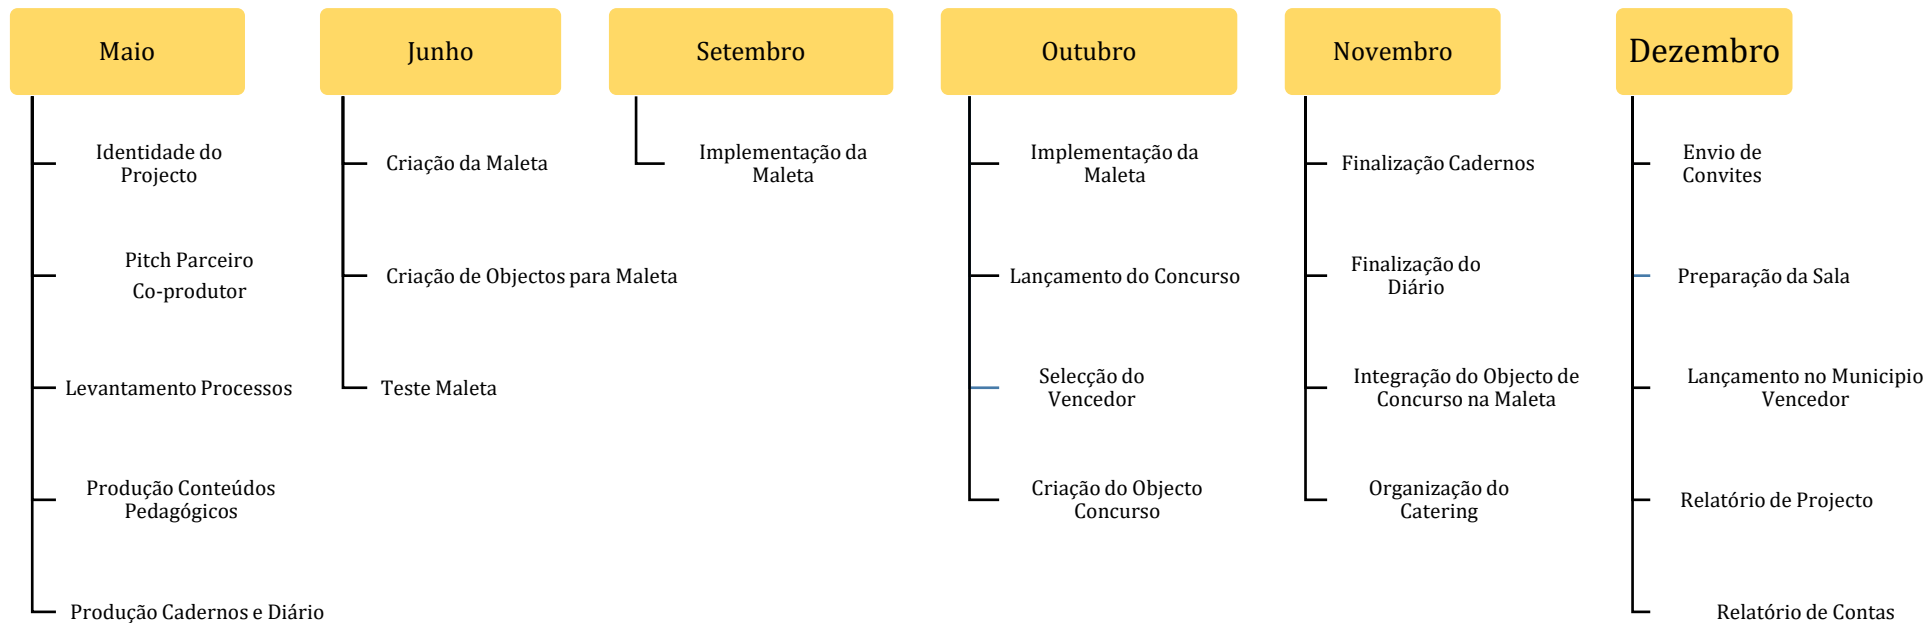 Maio
Identidade do
Projecto
Pitch Parceiro
Co-produtor
Levantamento Processos
Produção Conteúdos
Pedagógicos
Produção Cadernos e Diário
Junho
Criação da Maleta
Criação de Objectos para Maleta
Teste Maleta
Setembro
Implementação da
Maleta
Outubro
Implementação da
Maleta
Lançamento do Concurso
Selecção do
Vencedor
Criação do Objecto
Concurso
Novembro
Finalização Cadernos
Finalização do
Diário
Integração do Objecto de
Concurso na Maleta
Organização do
Catering
Dezembro
Envio de
Convites
Preparação da Sala
Lançamento no Municipio
Vencedor
Relatório de Projecto
Relatório de Contas